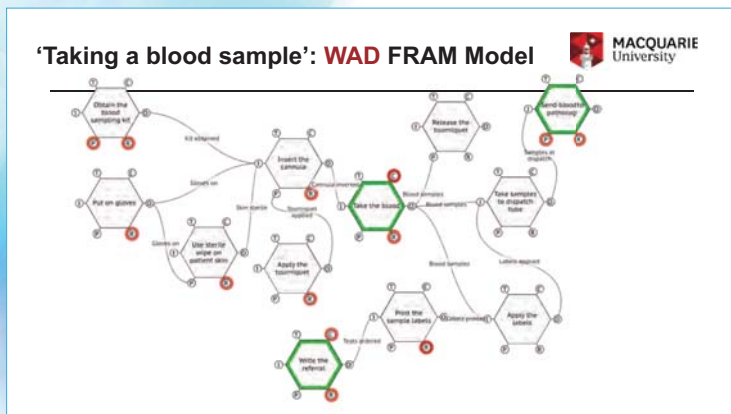 ‘Taking a blood sample’: WAD FRAM Model
MACQUARIE
University
Obtain the
blood
sampling kit
Kit obtained
Put on gloves
Gloves on
Gloves on
Use sterile
wipe on
patient skin
Skin sterile
Insert the
cannula
Tourniquet
applied
Apply the
tourniquet
Take the blood
Blood samples
Blood samples
Blood Samples
Release the
tourniquet
Send blood to
pathology
Samples in
dispatch
Take samples
to dispatch
tube
Labels applied
Apply the
labels
Print the
sample labels
Labels printed
Tests ordered
Write the
referral
T
C
I
O
P
R